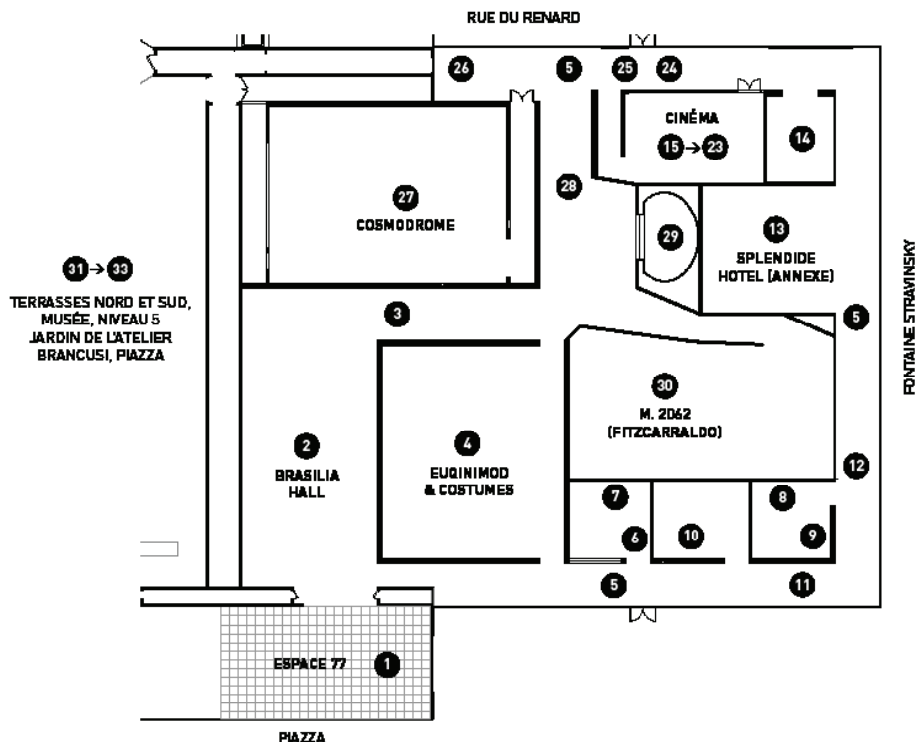 RUE DU RENARD
26
5
25
24
CINÉMA
15 → 23
14
27
COSMODROME
28
29
13
SPLENDIDE
HOTEL (ANNEXE)
31 → 33
TERRASSES NORD ET SUD,
MUSÉE, NIVEAU 5
JARDIN DE L'ATELIER
BRANCUSI, PIAZZA
3
5
FONTAINE STRAVINSKY
30
M. 2062
(FITZCARRALDO)
2
BRASILIA
HALL
4
EUQINIMOD
& COSTUMES
12
7
8
6
10
9
5
11
ESPACE 77
1
PIAZZA